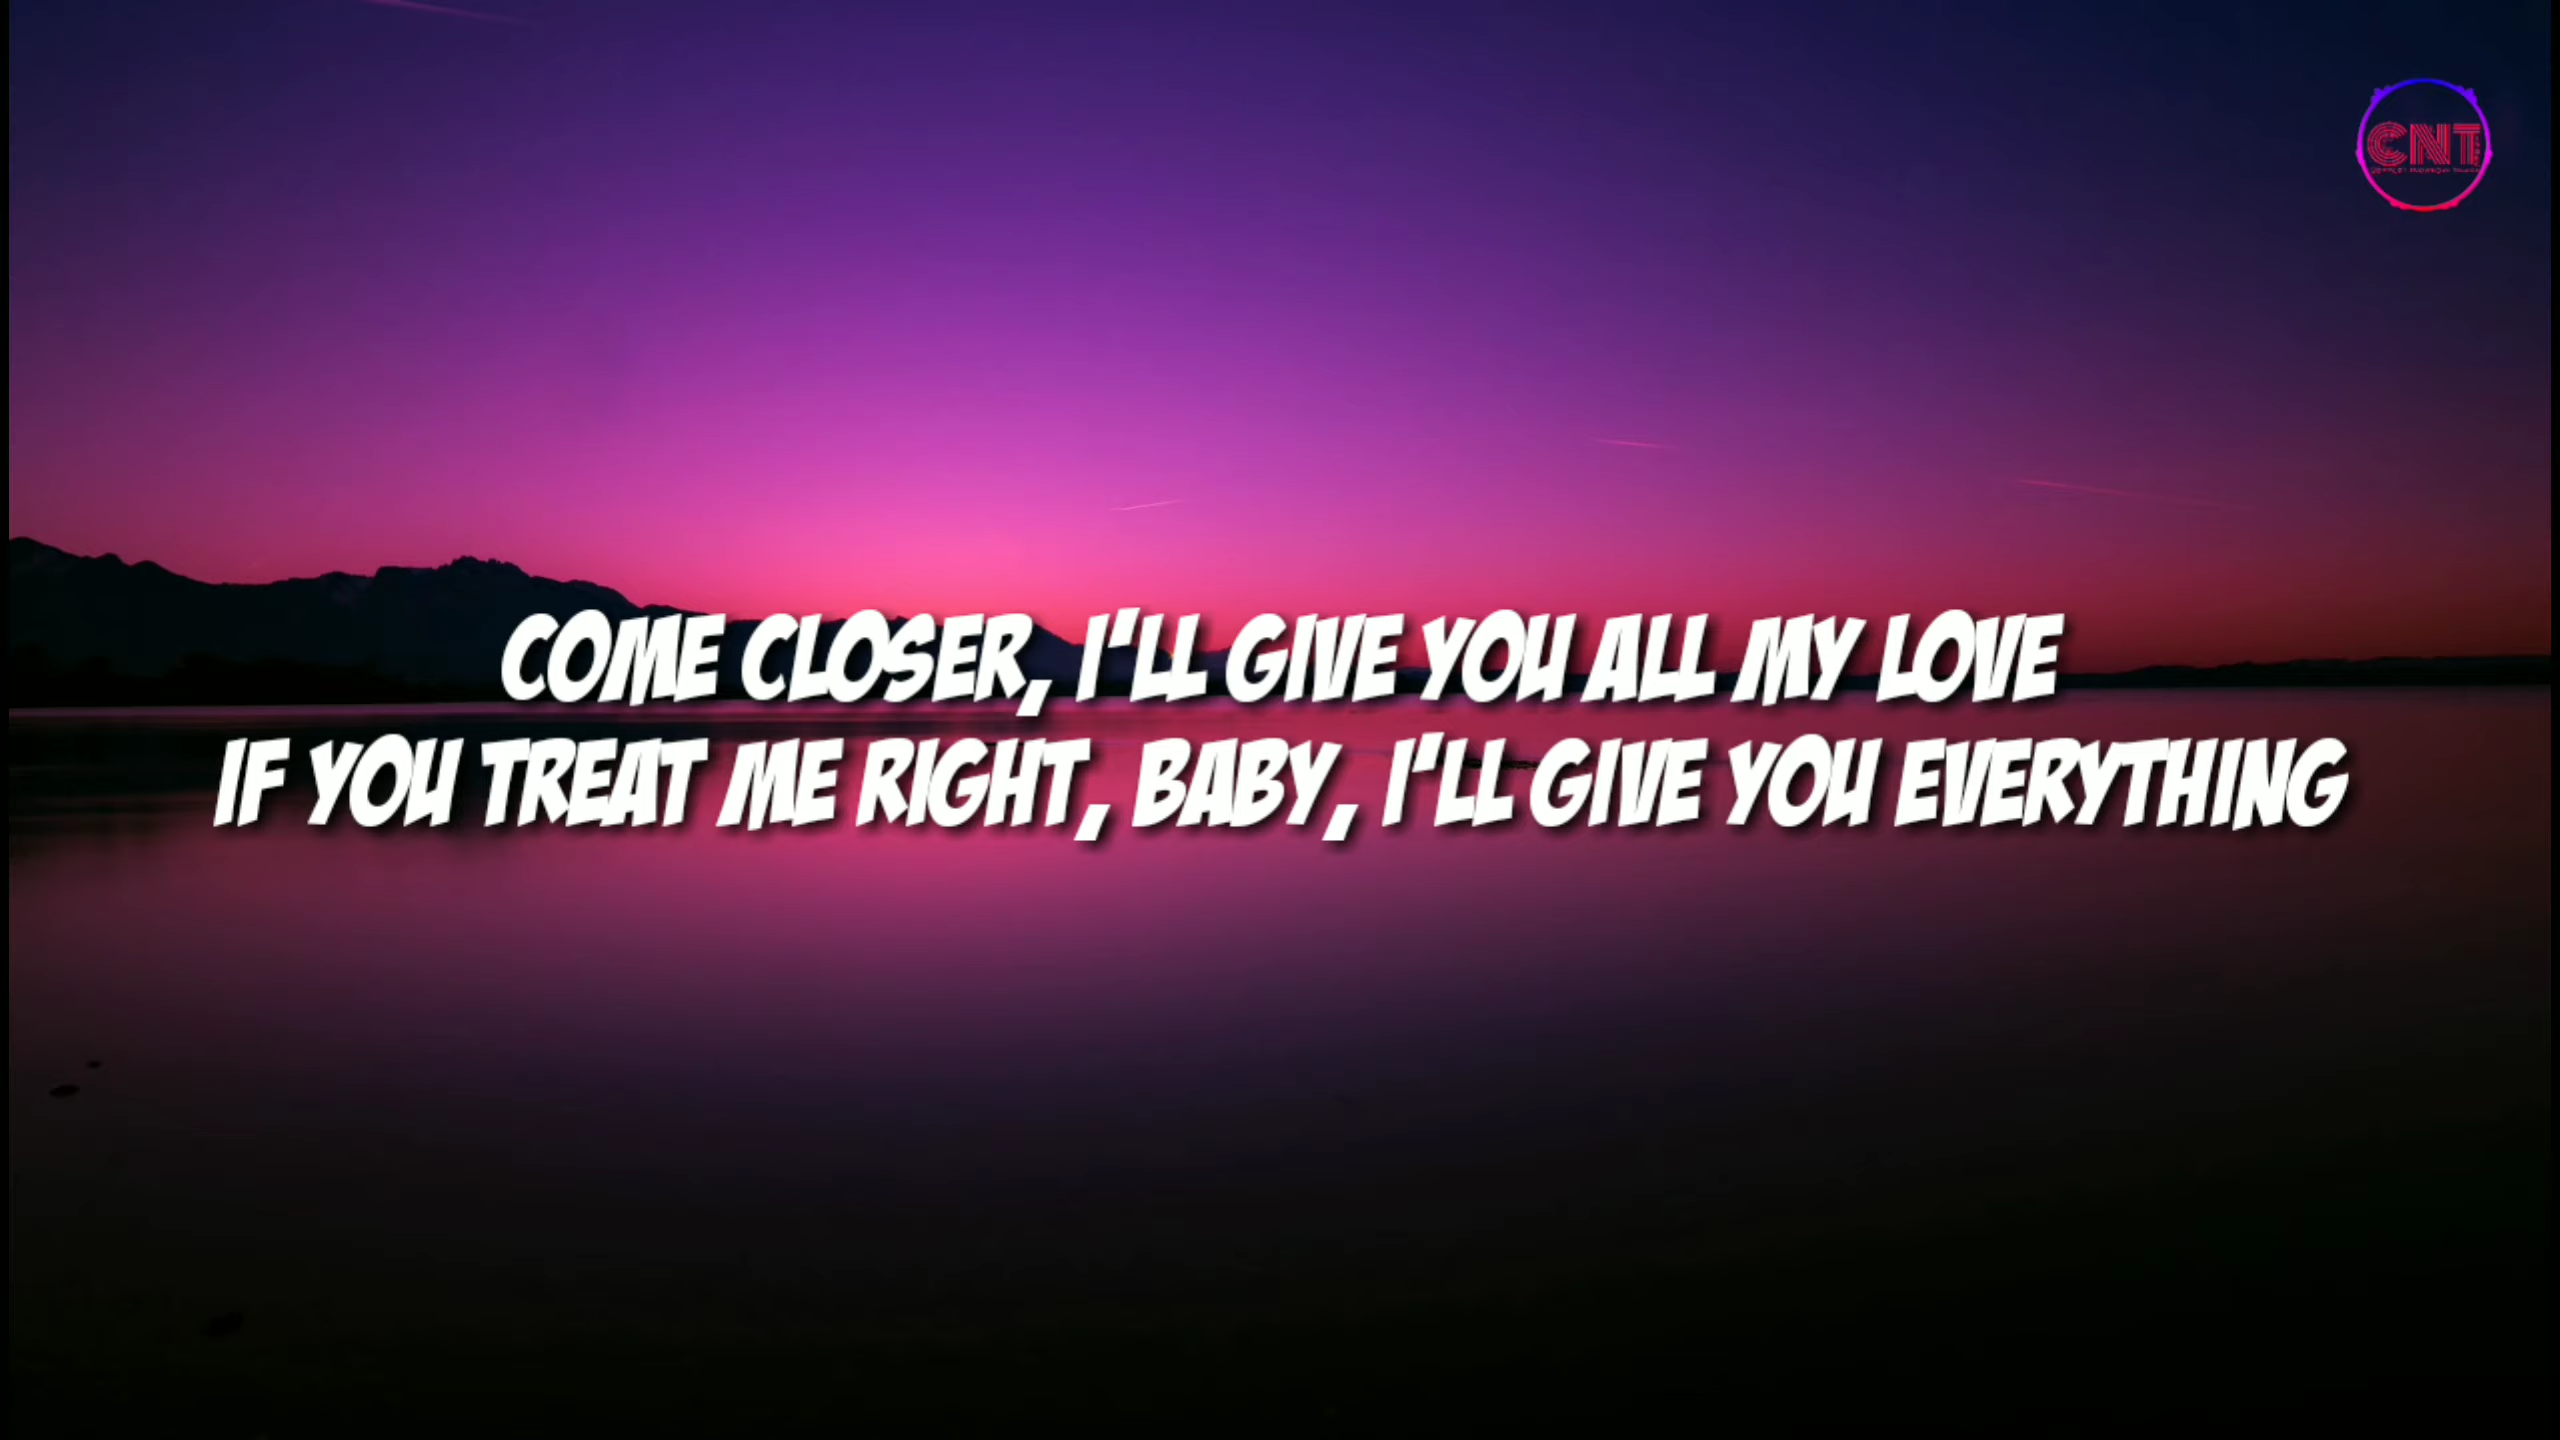 CNT
COME CLOSER, I'LL GIVE YOU ALL MY LOVE
IF YOU TREAT ME RIGHT, BABY, I'LL GIVE YOU EVERYTHING